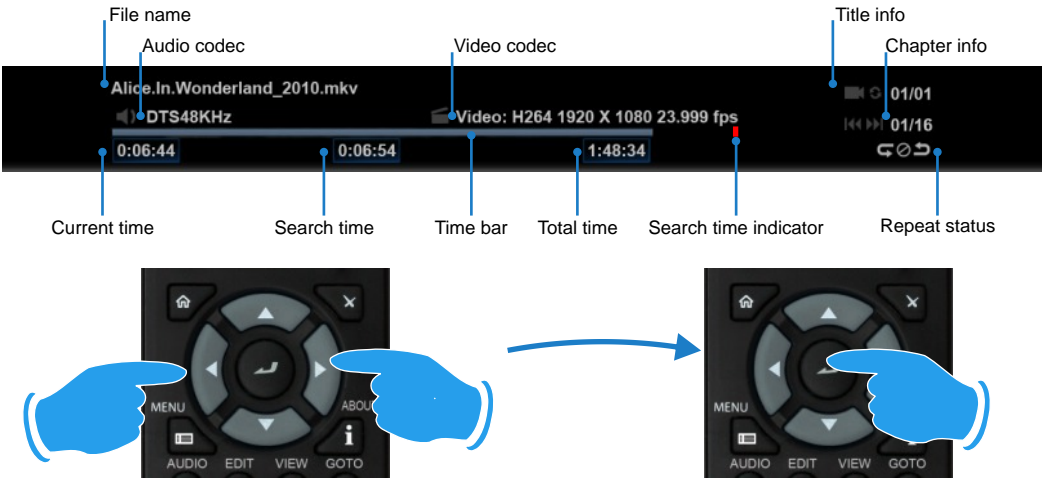 File name
Title info
Audio codec
Video codec
Chapter info
Alice.In.Wonderland_2010.mkv
01/01
DTS48KHz
Video: H264 1920 X 1080 23.999 fps
01/16
0:06:44
0:06:54
1:48:34
Current time
Search time
Time bar
Total time
Search time indicator
Repeat status
MENU
ABOU
i
AUDIO EDIT VIEW GOTO
MENU
AUDIO EDIT VIEW GOTO